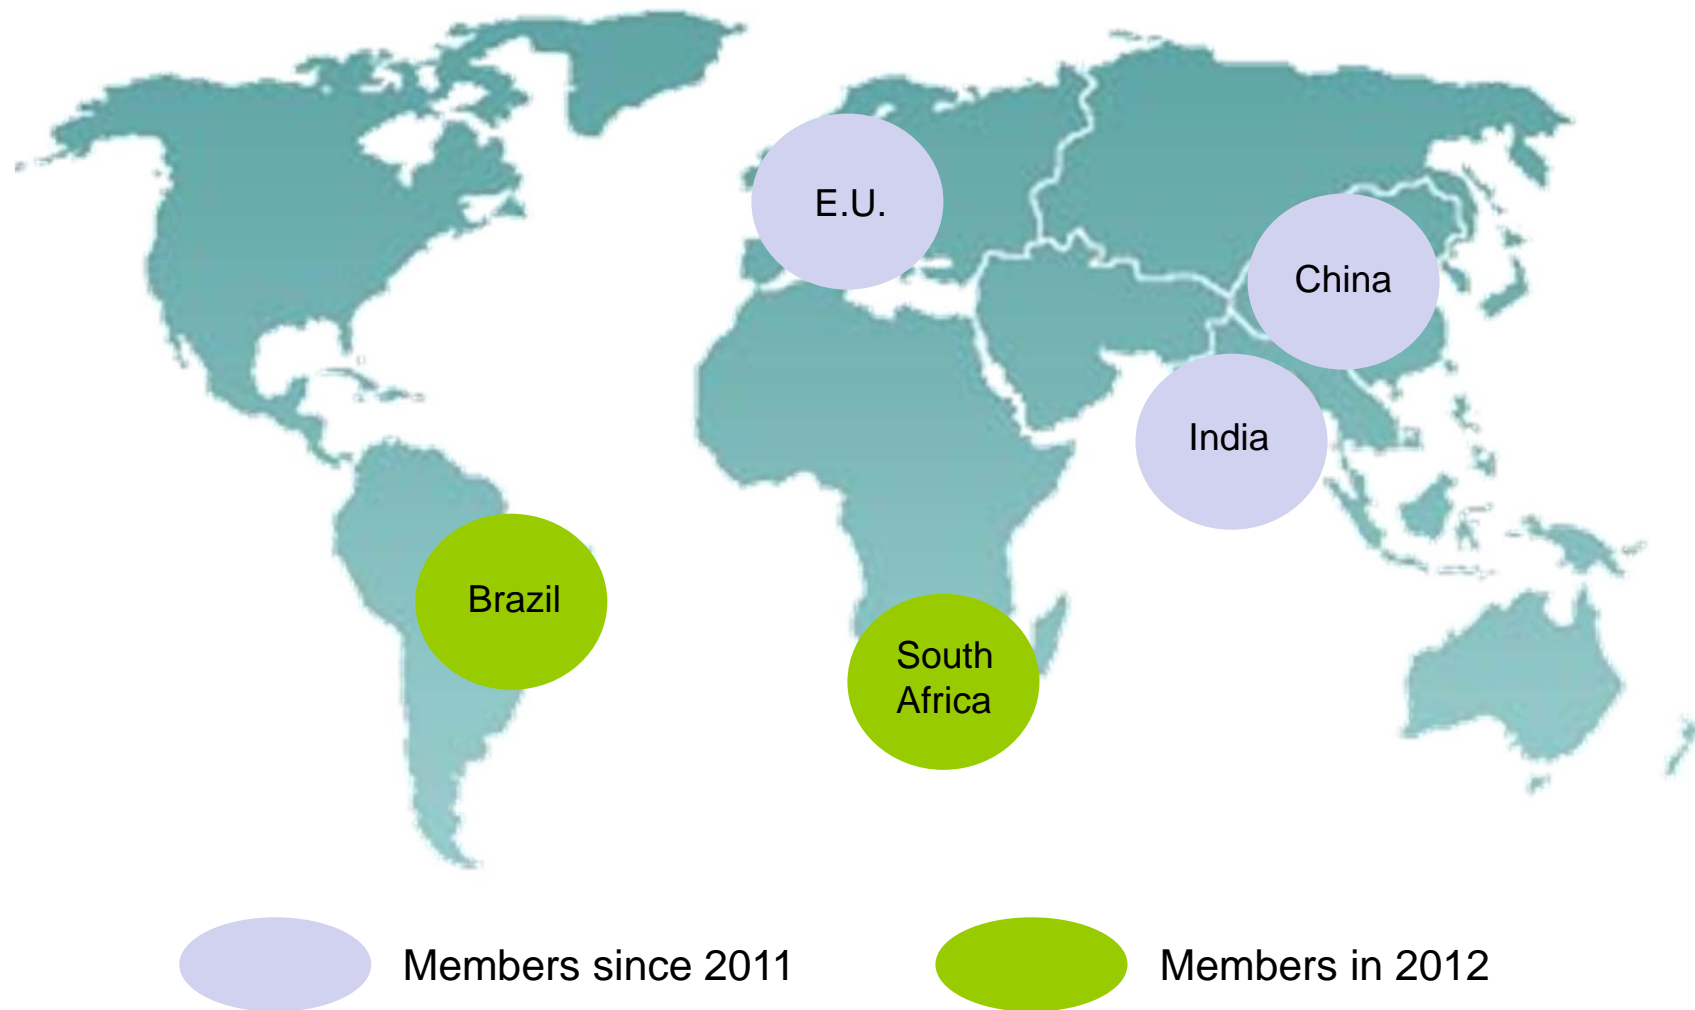 E.U.
China
India
Brazil
South
Africa
Members since 2011
Members in 2012